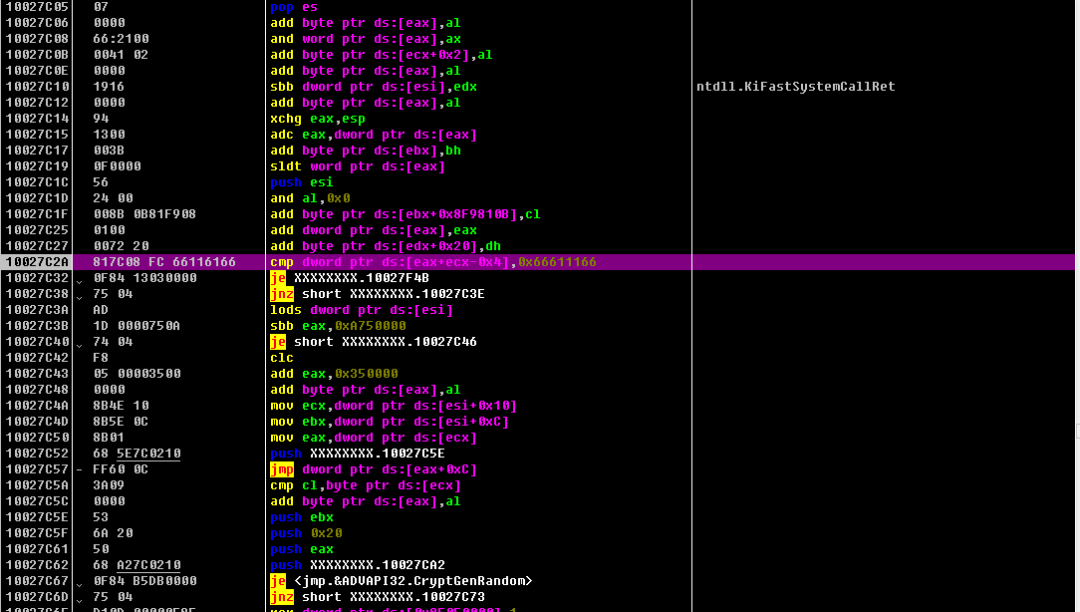 10027C05 07 pop es
10027C06 0000 add byte ptr ds:[eax],al
10027C08 66:2100 and word ptr ds:[eax],ax
10027C0B 0041 02 add byte ptr ds:[ecx+0x2],al
10027C0E 0000 add byte ptr ds:[eax],al
10027C10 1916 sbb dword ptr ds:[esi],edx ntdll.KiFastSystemCallRet
10027C12 0000 add byte ptr ds:[eax],al
10027C14 94 xchg eax,esp
10027C15 1300 adc eax,dword ptr ds:[eax]
10027C17 003B add byte ptr ds:[ebx],bh
10027C19 0F0000 sldt word ptr ds:[eax]
10027C1C 56 push esi
10027C1D 24 00 and al,0x0
10027C1F 008B 0B81F908 add byte ptr ds:[ebx+0x8F9810B],cl
10027C25 0100 add dword ptr ds:[eax],eax
10027C27 0072 20 add byte ptr ds:[edx+0x20],dh
10027C2A 817C08 FC 66116166 cmp dword ptr ds:[eax+ecx-0x4],0x66611166
10027C32 0F84 13030000 je XXXXXXXX.10027F4B
10027C38 75 04 jnz short XXXXXXXX.10027C3E
10027C3A AD lods dword ptr ds:[esi]
10027C3B 1D 0000750A sbb eax,0xA750000
10027C40 74 04 je short XXXXXXXX.10027C46
10027C42 F8 clc
10027C43 05 00003500 add eax,0x350000
10027C48 0000 add byte ptr ds:[eax],al
10027C4A 8B4E 10 mov ecx,dword ptr ds:[esi+0x10]
10027C4D 8B5E 0C mov ebx,dword ptr ds:[esi+0xC]
10027C50 8B01 mov eax,dword ptr ds:[ecx]
10027C52 68 5E7C0210 push XXXXXXXX.10027C5E
10027C57 - FF60 0C jmp dword ptr ds:[eax+0xC]
10027C5A 3A09 cmp cl,byte ptr ds:[ecx]
10027C5C 0000 add byte ptr ds:[eax],al
10027C5E 53 push ebx
10027C5F 6A 20 push 0x20
10027C61 50 push eax
10027C62 68 A27C0210 push XXXXXXXX.10027CA2
10027C67 0F84 B5DB0000 je <jmp.&ADVAPI32.CryptGenRandom>
10027C6D 75 04 jnz short XXXXXXXX.10027C73